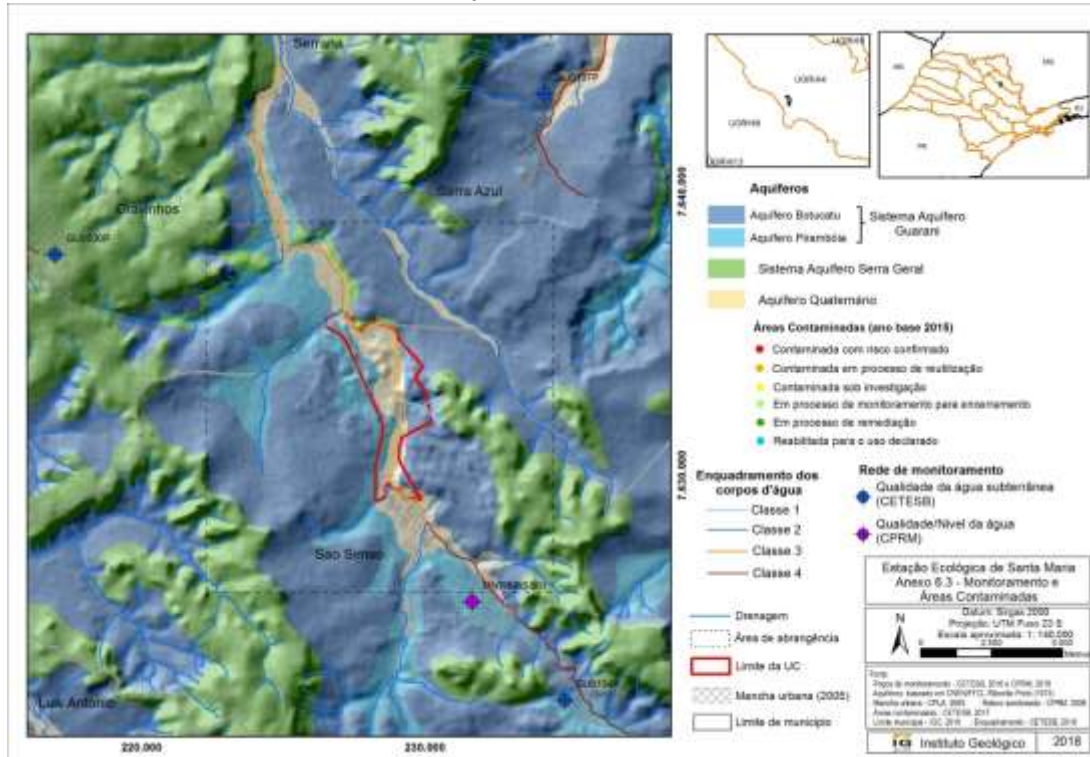 Serrana
Serra Azul
Cravinhos
São Simão
Luis Antonio
220.000
230.000
7.640.000
7.630.000
UGRHI4
Aquíferos
Aquífero Botucatu
Aquífero Pirambóia
Sistema Aquífero
Guarani
Sistema Aquífero Serra Geral
Aquífero Quaternário
Áreas Contaminadas (ano base 2015)
Contaminada com risco confirmado
Contaminada em processo de reutilização
Contaminada sob investigação
Em processo de monitoramento para encerramento
Em processo de remediação
Reabilitada para o uso declarado
Enquadramento dos
corpos d'água
Classe 1
Classe 2
Classe 3
Classe 4
Rede de monitoramento
Qualidade da água subterrânea
(CETESB)
Qualidade/Nível da água
(CPRM)
Drenagem
Área de abrangência
Limite da UC
Mancha urbana (2005)
Limite de município
Estação Ecológica de Santa Maria
Anexo 6.3 - Monitoramento e
Áreas Contaminadas
N
Datum: Sirgas 2000
Projeção: UTM Fuso 23 S
Escala aproximada: 1: 140.000
Instituto Geológico
2018